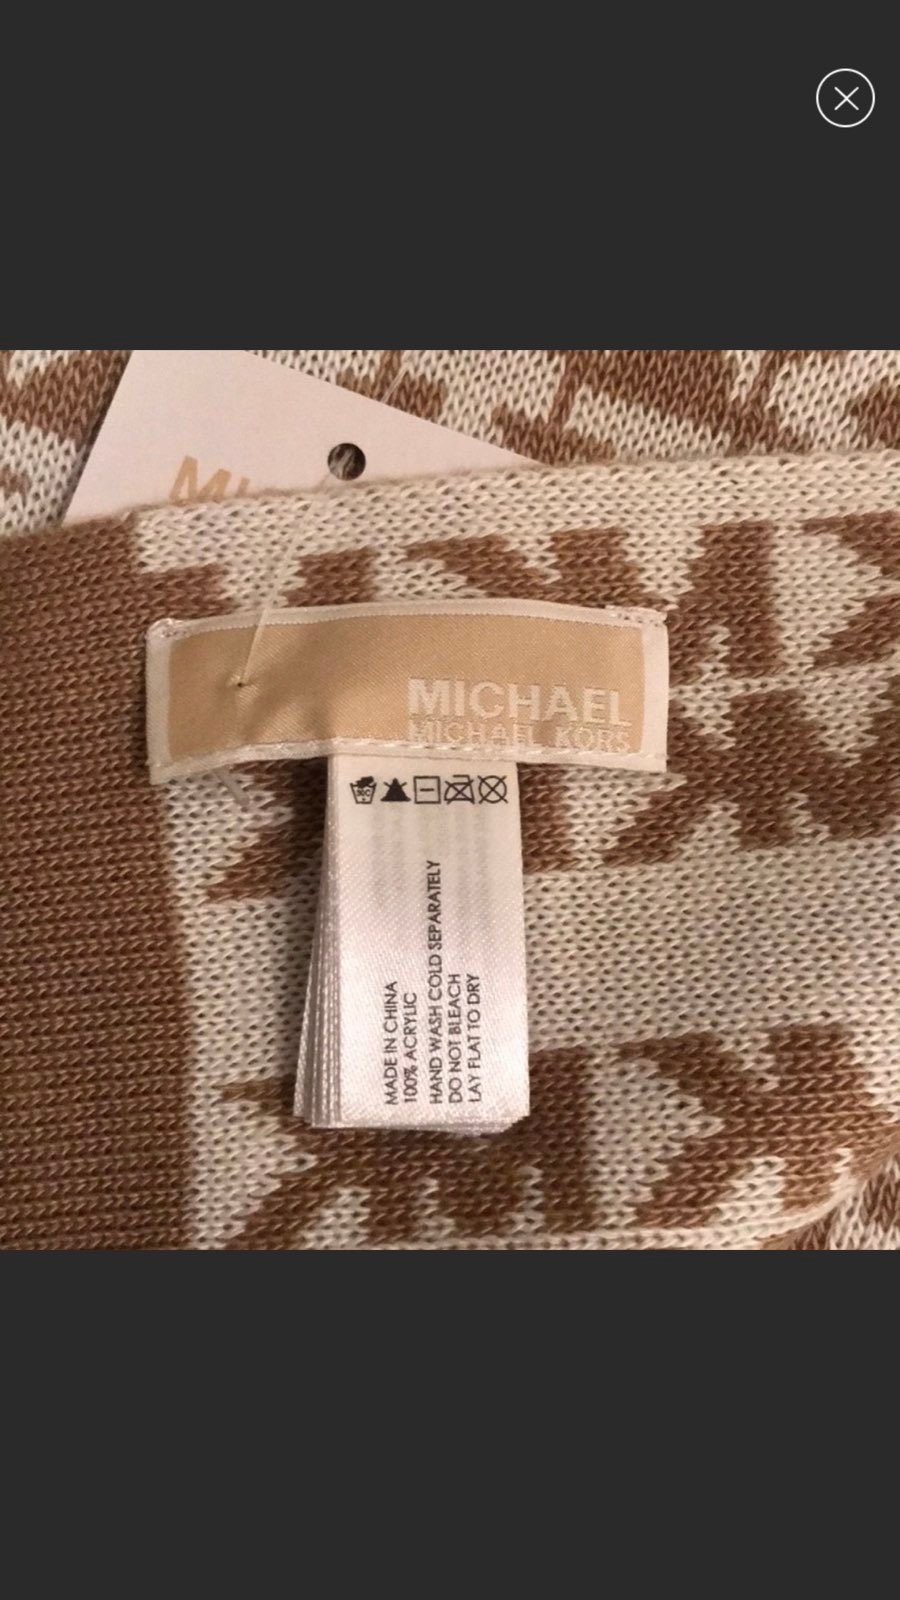 MICHAEL
MICHAEL KORS
30C
MADE IN CHINA
100% ACRYLIC
HAND WASH COLD SEPARATELY
DO NOT BLEACH
LAY FLAT TO DRY